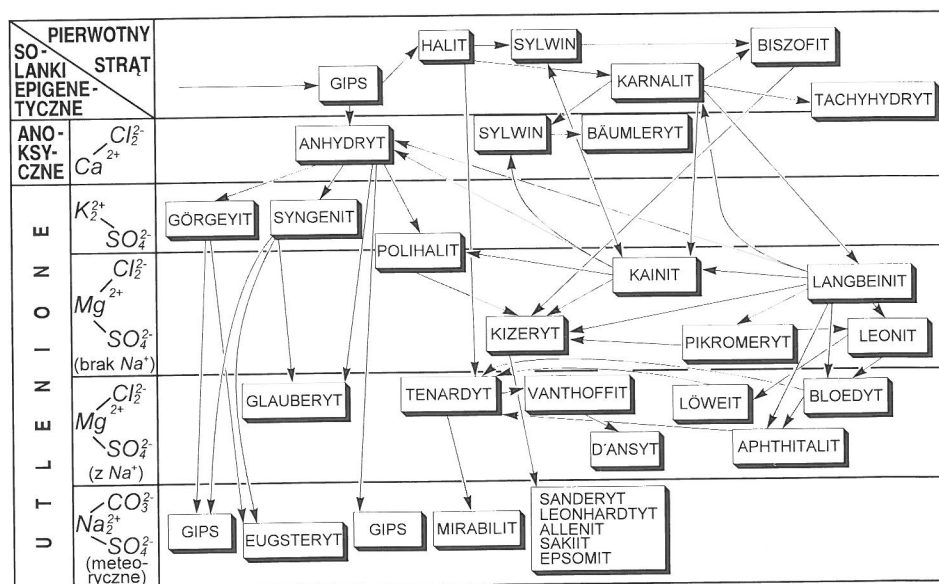 PIERWOTNY
STRĄT
SO-
LANKI
EPIGENE-
TYCZNE
HALIT
SYLWIN
BISZOFIT
GIPS
KARNALIT
TACHYHYDRYT
ANO-
KSY-
CZNE
Cl₂²⁻
Ca²⁺
ANHYDRYT
SYLWIN
BÄUMLERYT
UTLENIONE
K₂²⁺
SO₄²⁻
GÖRGEYIT
SYNGENIT
POLIHALIT
Cl₂²⁻
Mg²⁺
SO₄²⁻
(brak Na⁺)
KAINIT
LANGBEINIT
KIZERYT
PIKROMERYT
LEONIT
Cl₂²⁻
Mg²⁺
SO₄²⁻
(z Na⁺)
GLAUBERYT
TENARDYT
VANTHOFFIT
LÖWEIT
BLOEDYT
D'ANSYT
APHTHITALIT
CO₃²⁻
Na₂²⁺
SO₄²⁻
(meteo-
ryczne)
GIPS
EUGSTERYT
GIPS
MIRABILIT
SANDERYT
LEONHARDTYT
ALLENIT
SAKIIT
EPSOMIT